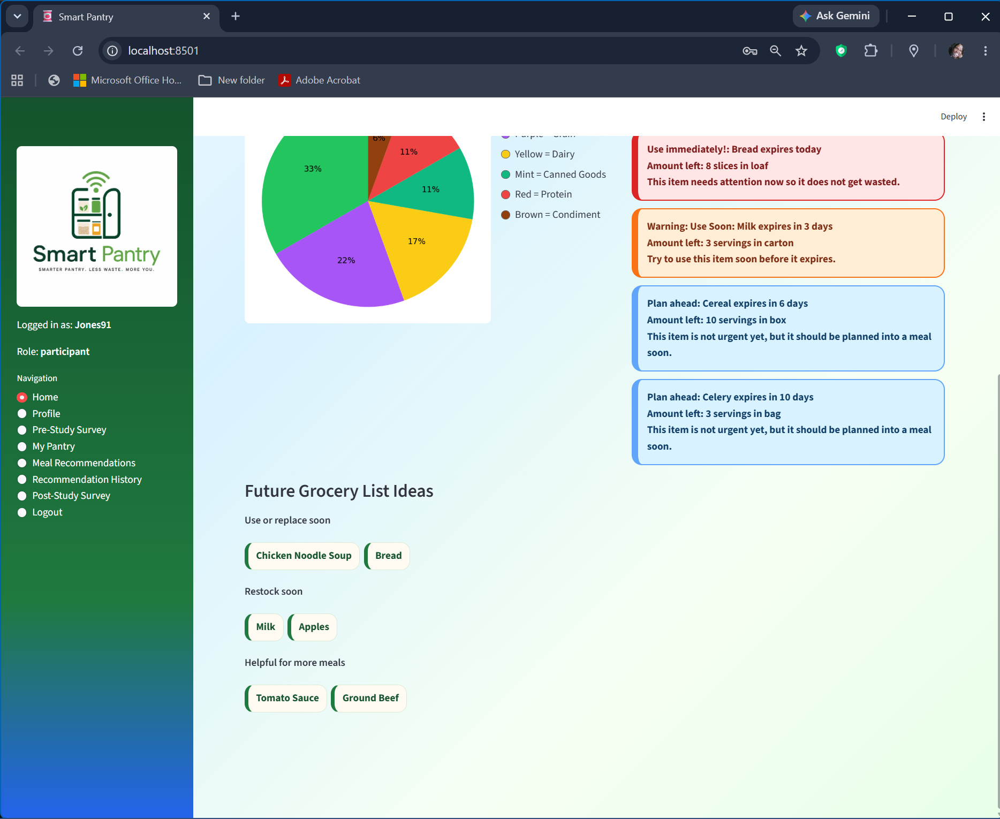 Smart Pantry
Ask Gemini
localhost:8501
Microsoft Office Ho...
New folder
Adobe Acrobat
Deploy
Smart Pantry
SMARTER PANTRY. LESS WASTE. MORE YOU.
Logged in as: Jones91
Role: participant
Navigation
Home
Profile
Pre-Study Survey
My Pantry
Meal Recommendations
Recommendation History
Post-Study Survey
Logout
6%
11%
33%
11%
17%
22%
Purple = Grain
Yellow = Dairy
Mint = Canned Goods
Red = Protein
Brown = Condiment
Use immediately!: Bread expires today
Amount left: 8 slices in loaf
This item needs attention now so it does not get wasted.
Warning: Use Soon: Milk expires in 3 days
Amount left: 3 servings in carton
Try to use this item soon before it expires.
Plan ahead: Cereal expires in 6 days
Amount left: 10 servings in box
This item is not urgent yet, but it should be planned into a meal
soon.
Plan ahead: Celery expires in 10 days
Amount left: 3 servings in bag
This item is not urgent yet, but it should be planned into a meal
soon.
Future Grocery List Ideas
Use or replace soon
Chicken Noodle Soup
Bread
Restock soon
Milk
Apples
Helpful for more meals
Tomato Sauce
Ground Beef